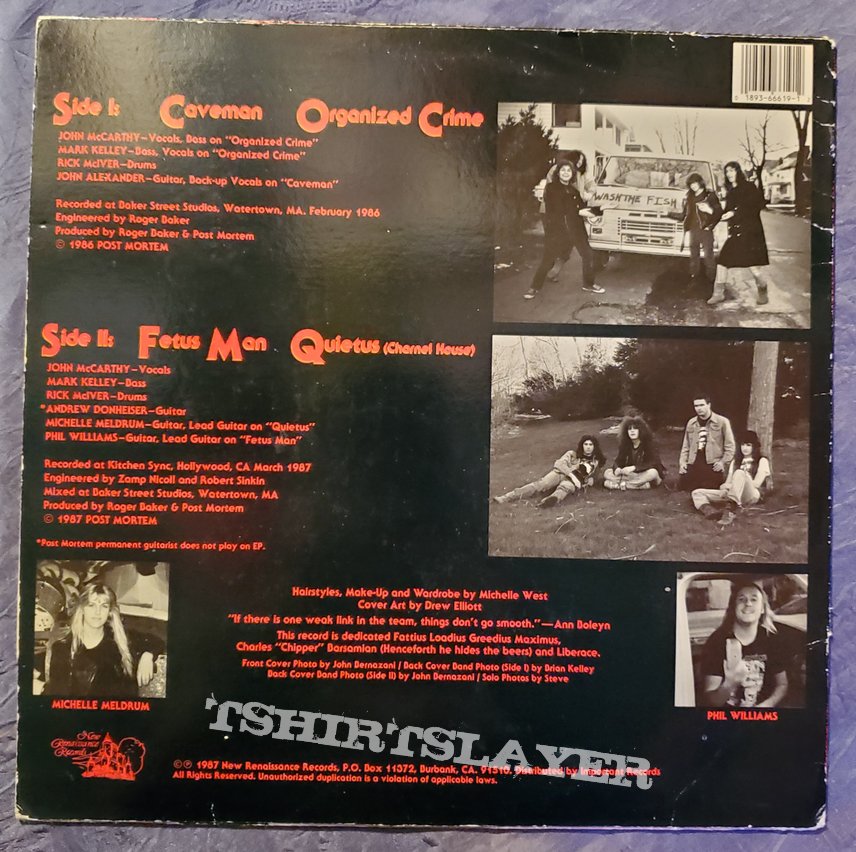 0 1893-66619-1 2
Side I: Caveman Organized Crime
JOHN McCARTHY–Vocals, Bass on "Organized Crime"
MARK KELLEY–Bass, Vocals on "Organized Crime"
RICK McIVER–Drums
JOHN ALEXANDER–Guitar, Back-up Vocals on "Caveman"
Recorded at Baker Street Studios, Watertown, MA. February 1986
Engineered by Roger Baker
Produced by Roger Baker & Post Mortem
© 1986 POST MORTEM
WASH THE FISH
Side II: Fetus Man Quietus (Charnel House)
JOHN McCARTHY–Vocals
MARK KELLEY–Bass
RICK McIVER–Drums
*ANDREW DONHEISER–Guitar
MICHELLE MELDRUM–Guitar, Lead Guitar on "Quietus"
PHIL WILLIAMS–Guitar, Lead Guitar on "Fetus Man"
Recorded at Kitchen Sync, Hollywood, CA March 1987
Engineered by Zamp Nicoll and Robert Sinkin
Mixed at Baker Street Studios, Watertown, MA
Produced by Roger Baker & Post Mortem
© 1987 POST MORTEM
*Post Mortem permanent guitarist does not play on EP.
Hairstyles, Make-Up and Wardrobe by Michelle West
Cover Art by Drew Elliott
"If there is one weak link in the team, things don't go smooth."—Ann Boleyn
This record is dedicated Fattius Loadius Greedius Maximus,
Charles "Chipper" Barsamian (Henceforth he hides the beers) and Liberace.
Front Cover Photo by John Bernazani / Back Cover Band Photo (Side I) by Brian Kelley
Back Cover Band Photo (Side II) by John Bernazani / Solo Photos by Steve
MICHELLE MELDRUM
PHIL WILLIAMS
TSHIRTSLAYER
New
Renaissance
Records
©℗ 1987 New Renaissance Records, P.O. Box 11372, Burbank, CA. 91510. Distributed by Important Records
All Rights Reserved. Unauthorized duplication is a violation of applicable laws.